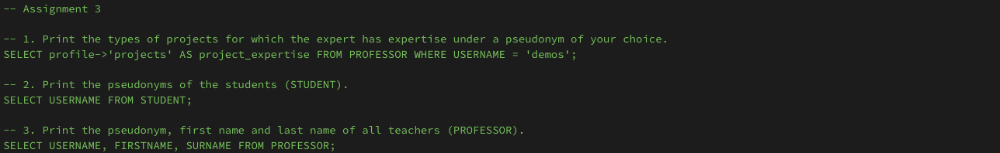 -- Assignment 3
-- 1. Print the types of projects for which the expert has expertise under a pseudonym of your choice.
SELECT profile->'projects' AS project_expertise FROM PROFESSOR WHERE USERNAME = 'demos';
-- 2. Print the pseudonyms of the students (STUDENT).
SELECT USERNAME FROM STUDENT;
-- 3. Print the pseudonym, first name and last name of all teachers (PROFESSOR).
SELECT USERNAME, FIRSTNAME, SURNAME FROM PROFESSOR;